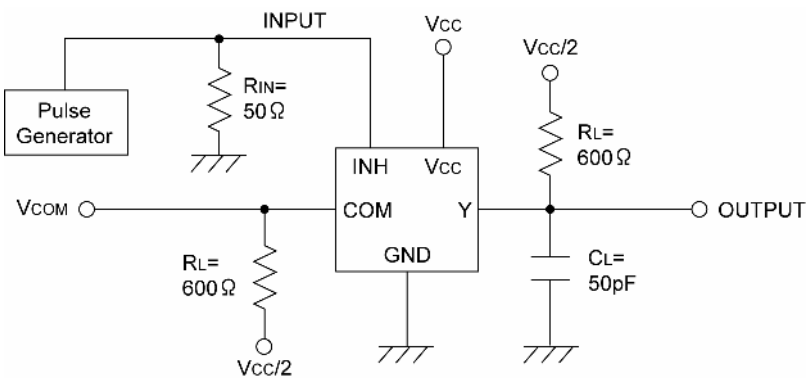 INPUT
Pulse
Generator
RIN=
50Ω
VCC
VCC/2
RL=
600Ω
INH
VCC
VCOM
COM
Y
GND
OUTPUT
RL=
600Ω
VCC/2
CL=
50pF